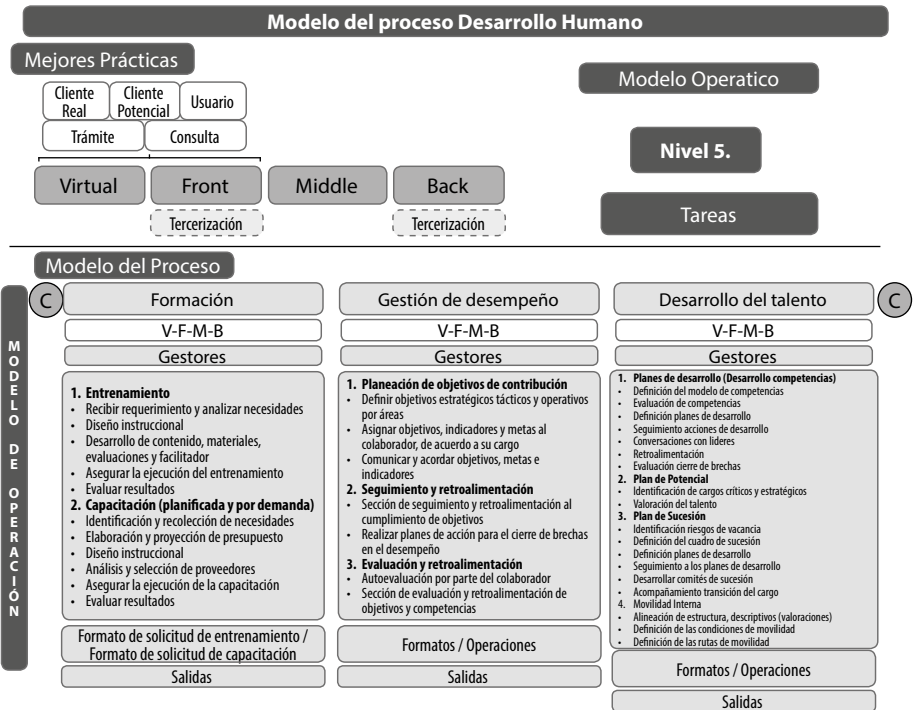 Modelo del proceso Desarrollo Humano
Mejores Prácticas
Cliente
Real
Cliente
Potencial
Usuario
Trámite
Consulta
Virtual
Front
Middle
Back
Tercerización
Tercerización
Modelo Operatico
Nivel 5.
Tareas
Modelo del Proceso
MODELO DE OPERACIÓN
C
Formación
V-F-M-B
Gestores
1. Entrenamiento
• Recibir requerimiento y analizar necesidades
• Diseño instruccional
• Desarrollo de contenido, materiales,
evaluaciones y facilitador
• Asegurar la ejecución del entrenamiento
• Evaluar resultados
2. Capacitación (planificada y por demanda)
• Identificación y recolección de necesidades
• Elaboración y proyección de presupuesto
• Diseño instruccional
• Análisis y selección de proveedores
• Asegurar la ejecución de la capacitación
• Evaluar resultados
Formato de solicitud de entrenamiento /
Formato de solicitud de capacitación
Salidas
Gestión de desempeño
V-F-M-B
Gestores
1. Planeación de objetivos de contribución
• Definir objetivos estratégicos tácticos y operativos
por áreas
• Asignar objetivos, indicadores y metas al
colaborador, de acuerdo a su cargo
• Comunicar y acordar objetivos, metas e
indicadores
2. Seguimiento y retroalimentación
• Sección de seguimiento y retroalimentación al
cumplimiento de objetivos
• Realizar planes de acción para el cierre de brechas
en el desempeño
3. Evaluación y retroalimentación
• Autoevaluación por parte del colaborador
• Sección de evaluación y retroalimentación de
objetivos y competencias
Formatos / Operaciones
Salidas
Desarrollo del talento
C
V-F-M-B
Gestores
1. Planes de desarrollo (Desarrollo competencias)
• Definición del modelo de competencias
• Evaluación de competencias
• Definición planes de desarrollo
• Seguimiento acciones de desarrollo
• Conversaciones con lideres
• Retroalimentación
• Evaluación cierre de brechas
2. Plan de Potencial
• Identificación de cargos críticos y estratégicos
• Valoración del talento
3. Plan de Sucesión
• Identificación riesgos de vacancia
• Definición del cuadro de sucesión
• Definición planes de desarrollo
• Seguimiento a los planes de desarrollo
• Desarrollar comités de sucesión
• Acompañamiento transición del cargo
4. Movilidad Interna
• Alineación de estructura, descriptivos (valoraciones)
• Definición de las condiciones de movilidad
• Definición de las rutas de movilidad
Formatos / Operaciones
Salidas